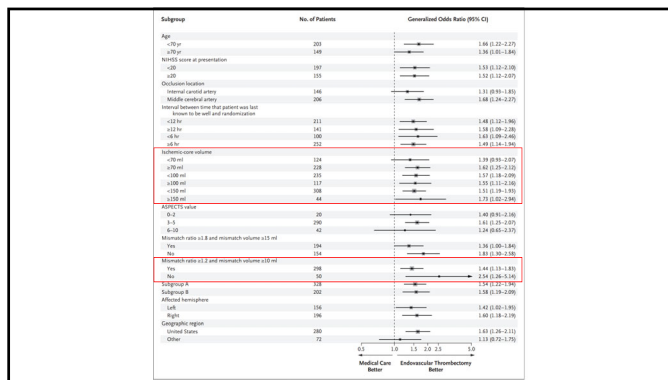 Subgroup No. of Patients Generalized Odds Ratio (95% CI)
Age
<70 yr 203 1.66 (1.22–2.27)
≥70 yr 149 1.36 (1.01–1.84)
NIHSS score at presentation
<20 197 1.53 (1.12–2.10)
≥20 155 1.52 (1.12–2.07)
Occlusion location
Internal carotid artery 146 1.31 (0.93–1.85)
Middle cerebral artery 206 1.68 (1.24–2.27)
Interval between time that patient was last
known to be well and randomization
<12 hr 211 1.48 (1.12–1.96)
≥12 hr 141 1.58 (1.09–2.28)
<6 hr 100 1.63 (1.09–2.46)
≥6 hr 252 1.49 (1.14–1.94)
Ischemic-core volume
<70 ml 124 1.39 (0.93–2.07)
≥70 ml 228 1.62 (1.25–2.12)
<100 ml 235 1.57 (1.18–2.09)
≥100 ml 117 1.55 (1.11–2.16)
<150 ml 308 1.51 (1.19–1.93)
≥150 ml 44 1.73 (1.02–2.94)
ASPECTS value
0–2 20 1.40 (0.91–2.16)
3–5 290 1.61 (1.25–2.07)
6–10 42 1.24 (0.65–2.37)
Mismatch ratio ≥1.8 and mismatch volume ≥15 ml
Yes 194 1.36 (1.00–1.84)
No 154 1.83 (1.30–2.58)
Mismatch ratio ≥1.2 and mismatch volume ≥10 ml
Yes 298 1.44 (1.13–1.83)
No 50 2.54 (1.26–5.14)
Subgroup A 328 1.54 (1.22–1.94)
Subgroup B 202 1.58 (1.19–2.09)
Affected hemisphere
Left 156 1.42 (1.02–1.95)
Right 196 1.60 (1.18–2.19)
Geographic region
United States 280 1.63 (1.26–2.11)
Other 72 1.13 (0.72–1.75)
0.5 1.0 1.5 2.0 2.5 5.0
Medical Care Endovascular Thrombectomy
Better Better